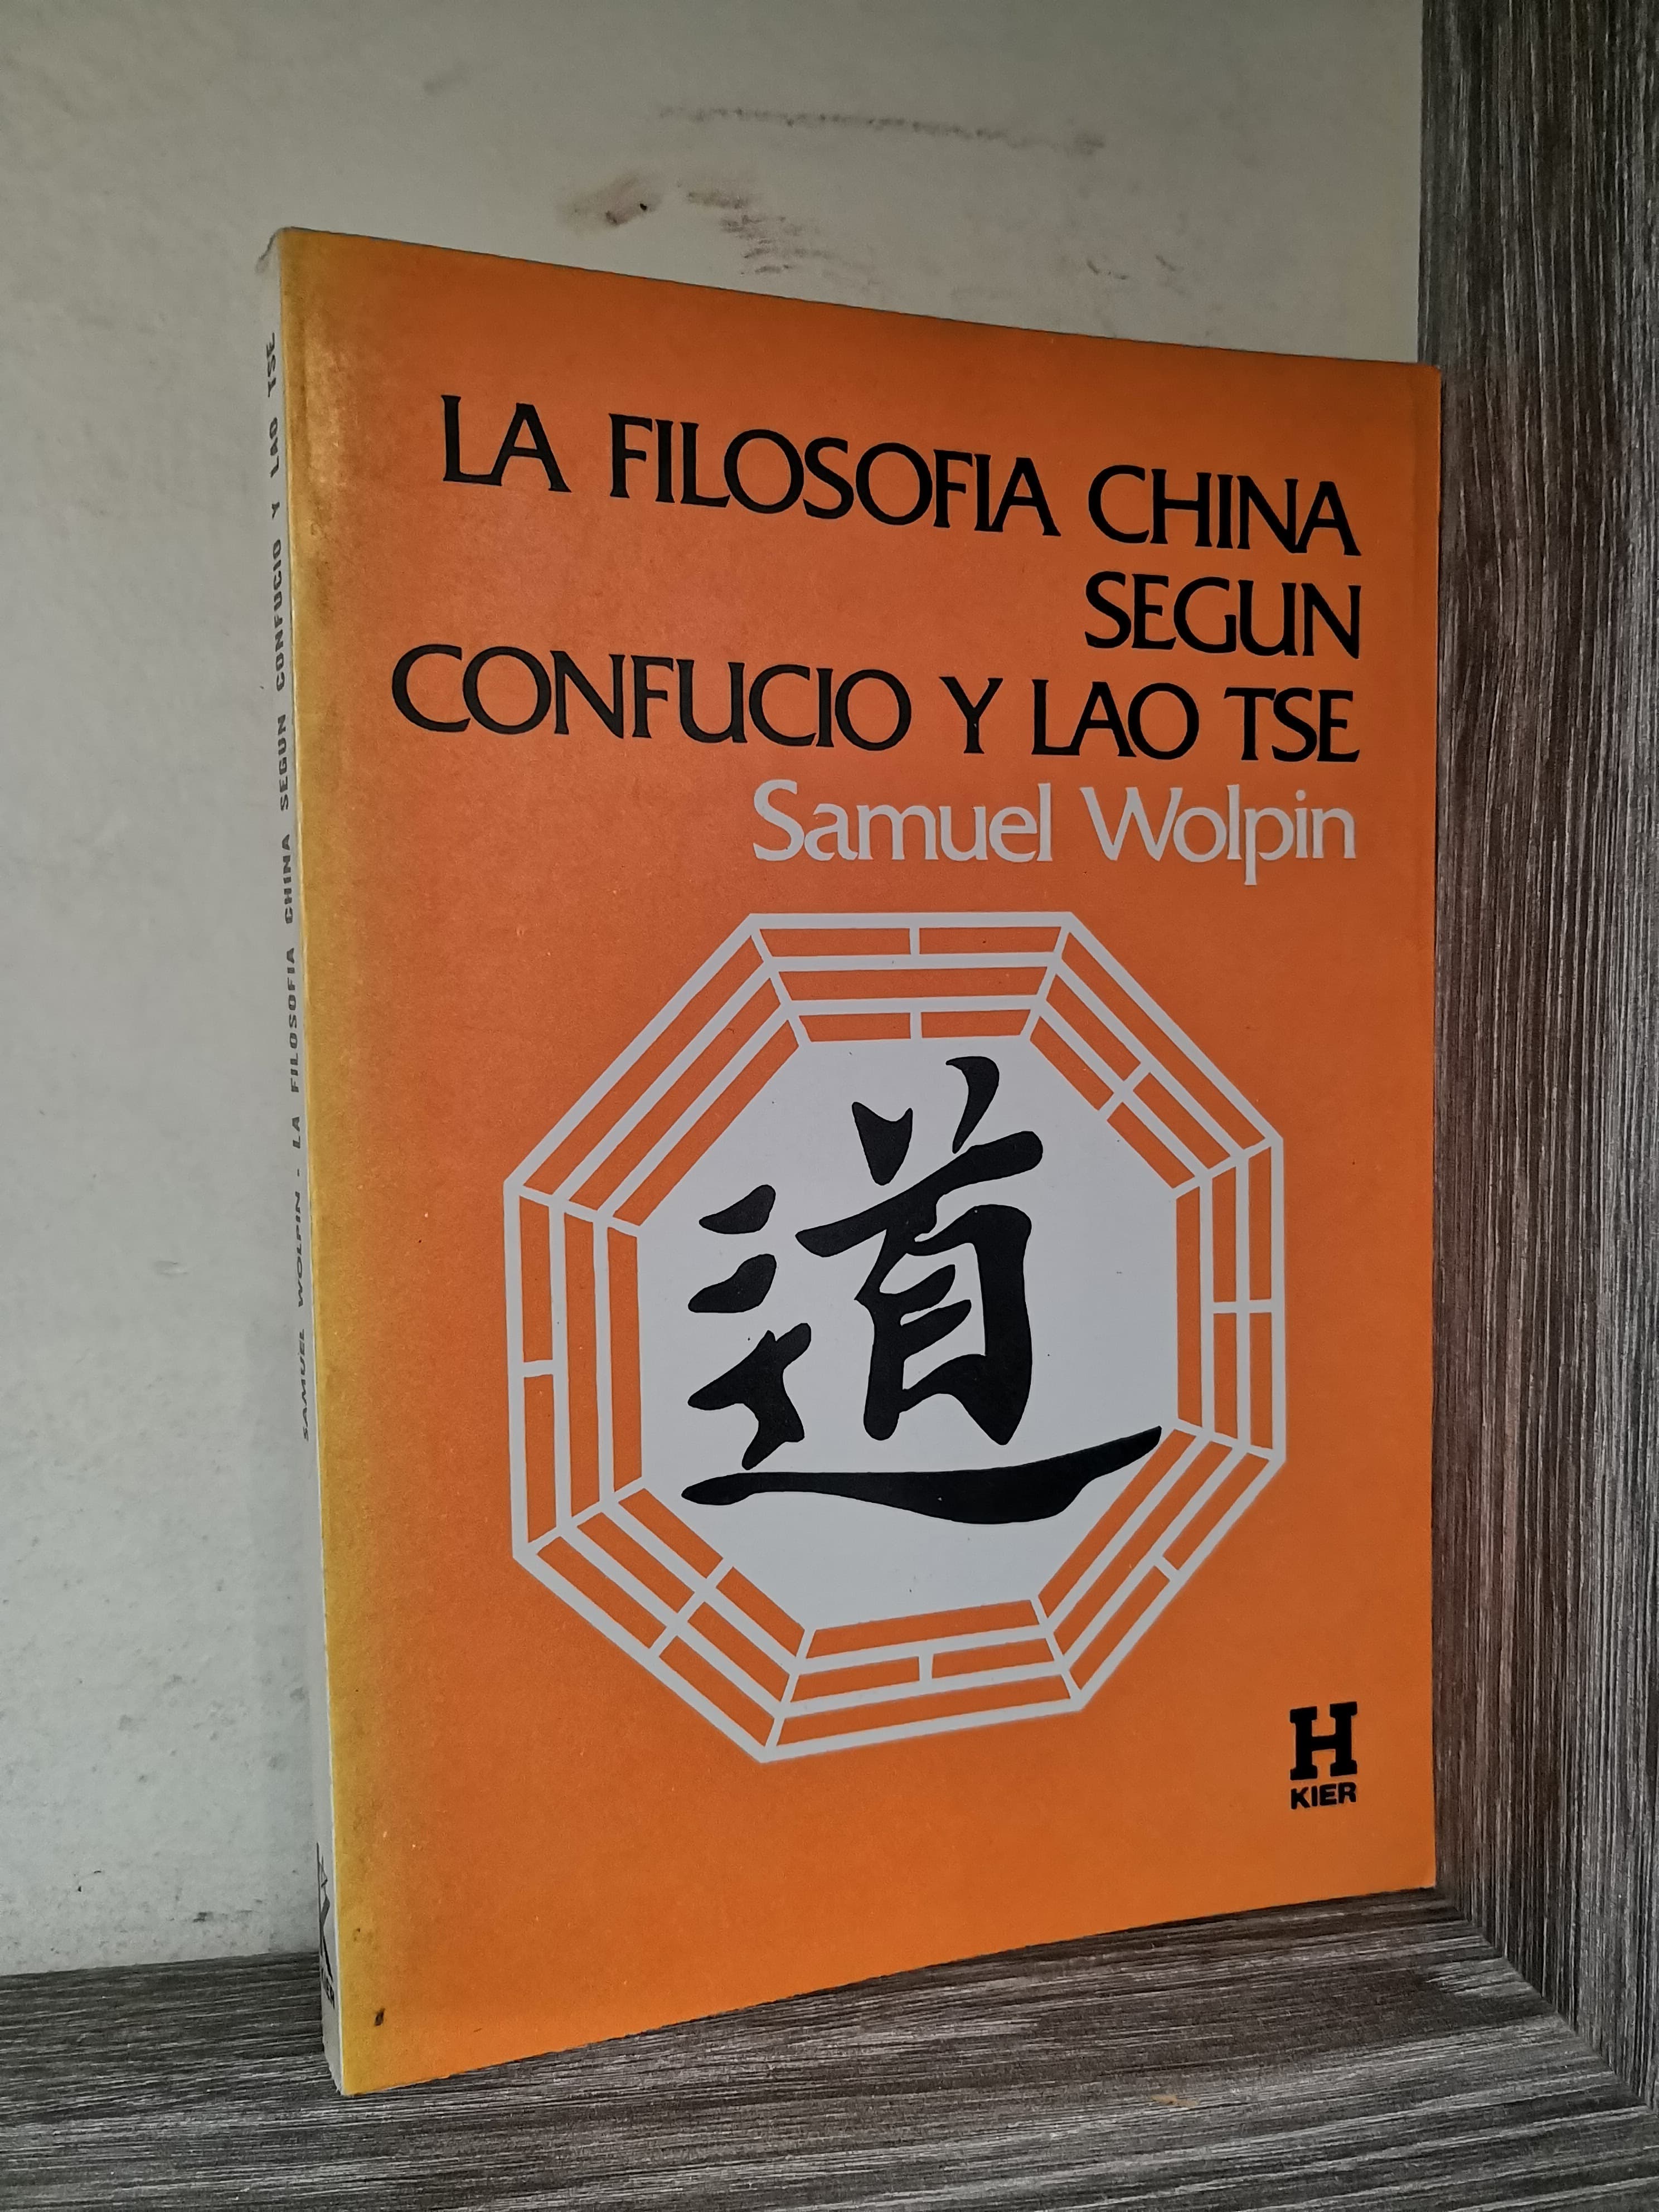 LA FILOSOFIA CHINA
SEGUN
CONFUCIO Y LAO TSE
Samuel Wolpin
道
H
KIER
SAMUEL WOLPIN - LA FILOSOFIA CHINA SEGUN CONFUCIO Y LAO TSE